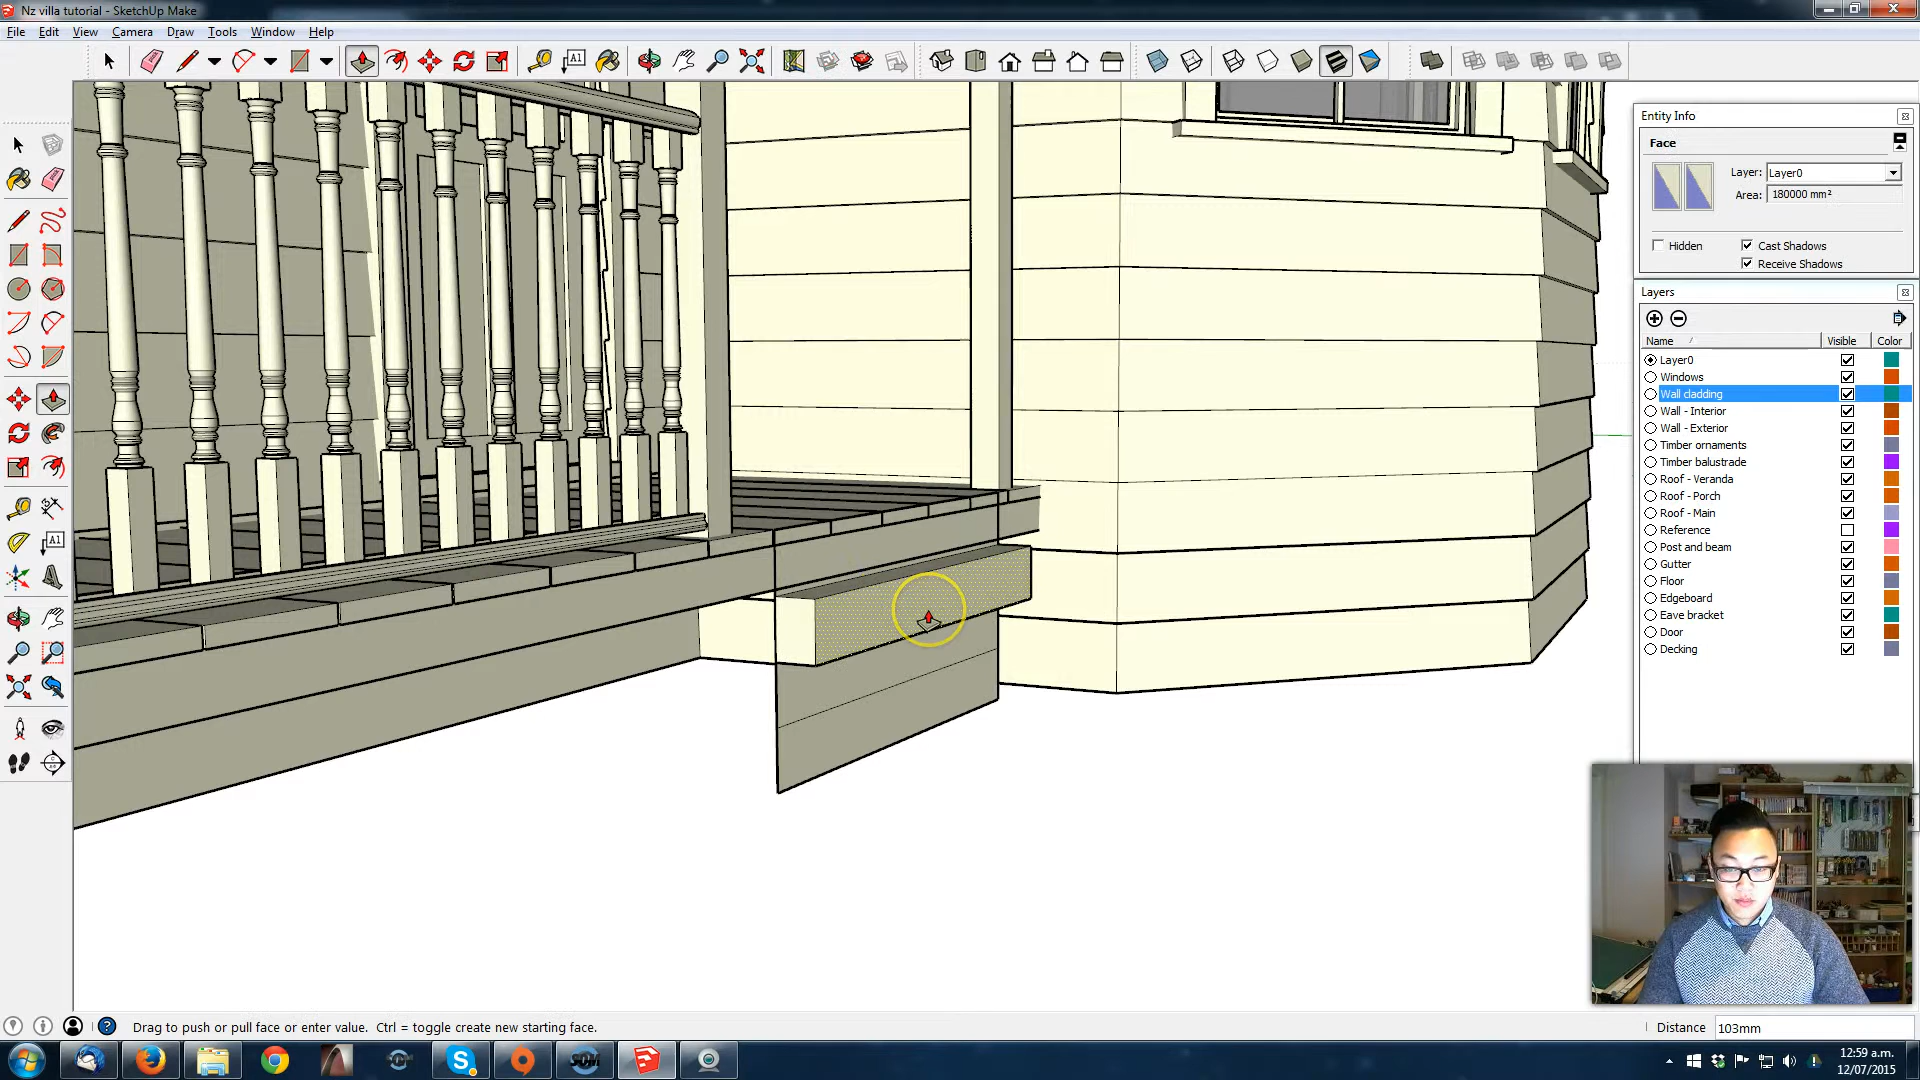 Nz villa tutorial - SketchUp Make
File Edit View Camera Draw Tools Window Help
Entity Info
Face
Layer: Layer0
Area: 180000 mm²
Hidden
Cast Shadows
Receive Shadows
Layers
Name Visible Color
Layer0
Windows
Wall cladding
Wall - Interior
Wall - Exterior
Timber ornaments
Timber balustrade
Roof - Veranda
Roof - Porch
Roof - Main
Reference
Post and beam
Gutter
Floor
Edgeboard
Eave bracket
Door
Decking
Drag to push or pull face or enter value. Ctrl = toggle create new starting face.
Distance 103mm
12:59 a.m.
12/07/2015